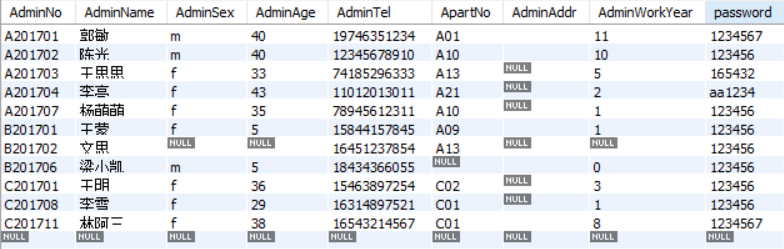 AdminNo AdminName AdminSex AdminAge AdminTel ApartNo AdminAddr AdminWorkYear password
A201701 郭敏 m 40 19746351234 A01 11 1234567
A201702 陈光 m 40 12345678910 A10 10 123456
A201703 王思思 f 33 74185296333 A13 NULL 5 165432
A201704 李亮 f 43 11012013011 A21 NULL 2 aa1234
A201707 杨萌萌 f 35 78945612311 A10 NULL 1 123456
B201701 王蒙 f 5 15844157845 A09 1 123456
B201702 文思 NULL NULL 16451237854 A13 NULL NULL 123456
B201706 梁小凯 m 5 18434366055 NULL 0 123456
C201701 王明 f 36 15463897254 C02 NULL 3 123456
C201708 李雪 f 29 16314897521 C01 NULL 1 123456
C201711 林阿三 f 38 16543214567 C01 8 1234567
NULL NULL NULL NULL NULL NULL NULL NULL NULL